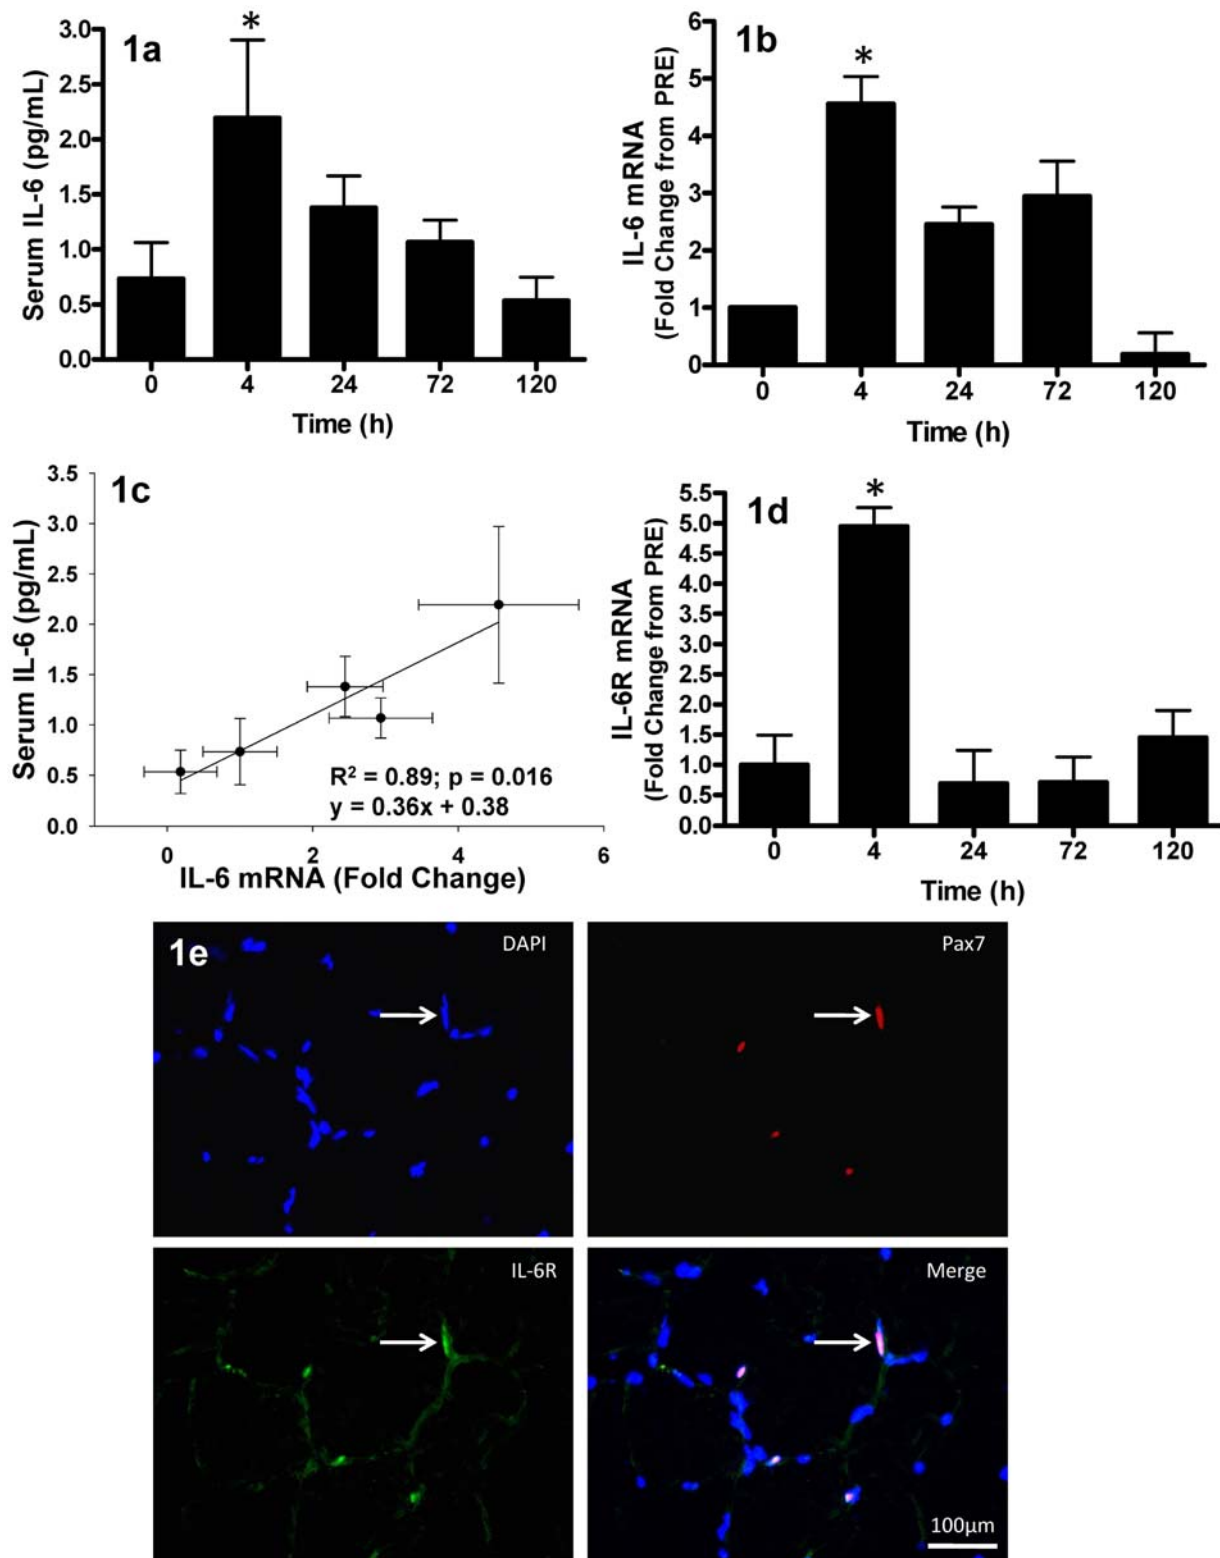 1a
*
Serum IL-6 (pg/mL)
3.0
2.5
2.0
1.5
1.0
0.5
0.0
0 4 24 72 120
Time (h)
1b
*
IL-6 mRNA
(Fold Change from PRE)
6
5
4
3
2
1
0
0 4 24 72 120
Time (h)
1c
Serum IL-6 (pg/mL)
3.5
3.0
2.5
2.0
1.5
1.0
0.5
0.0
R² = 0.89; p = 0.016
y = 0.36x + 0.38
0 2 4 6
IL-6 mRNA (Fold Change)
1d
*
IL-6R mRNA
(Fold Change from PRE)
5.5
5.0
4.5
4.0
3.5
3.0
2.5
2.0
1.5
1.0
0.5
0.0
0 4 24 72 120
Time (h)
1e
DAPI
Pax7
IL-6R
Merge
100µm